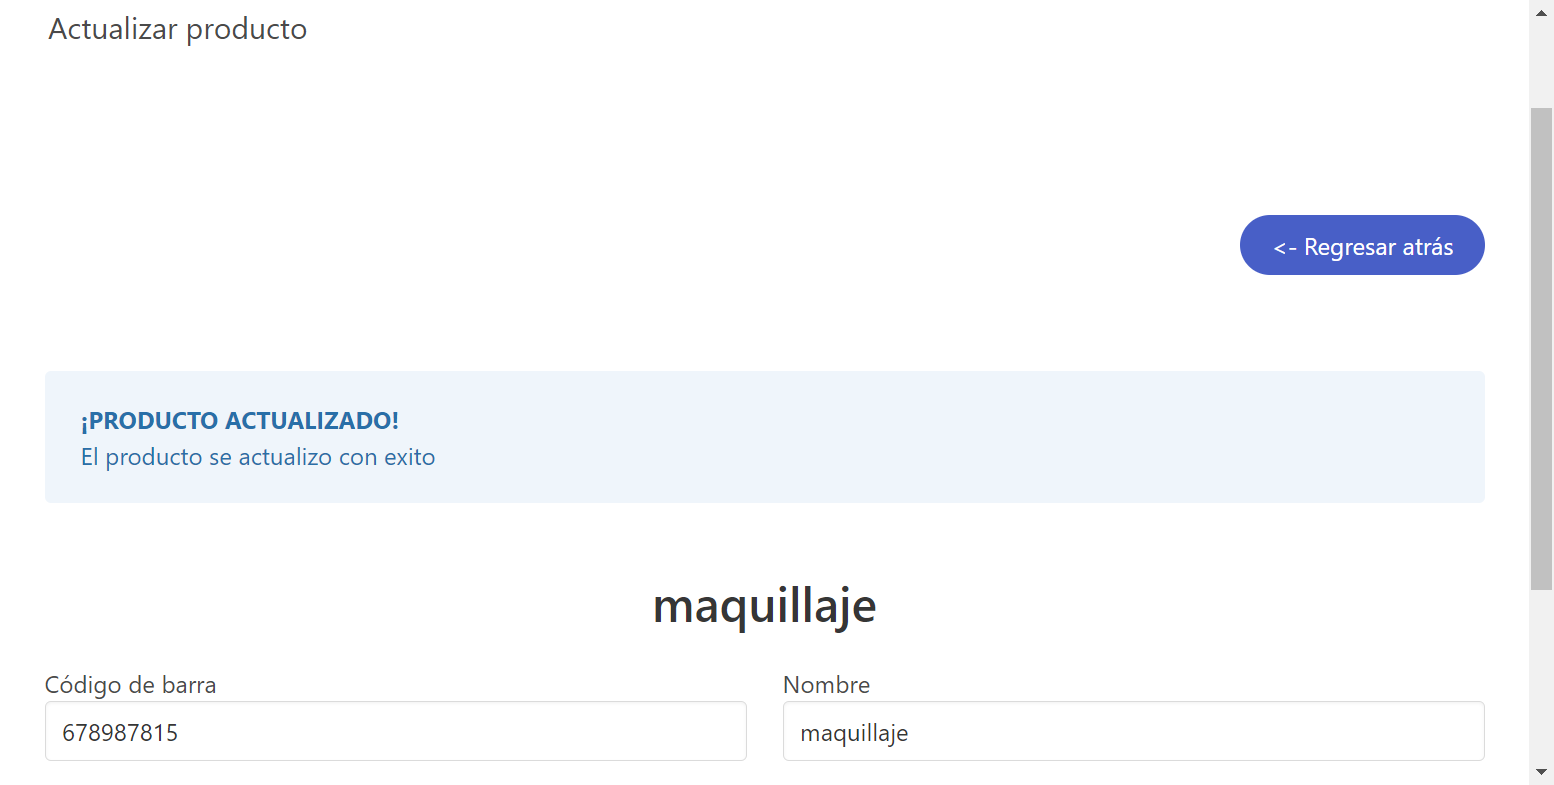 Actualizar producto
<- Regresar atrás
¡PRODUCTO ACTUALIZADO!
El producto se actualizo con exito
maquillaje
Código de barra
Nombre
678987815
maquillaje